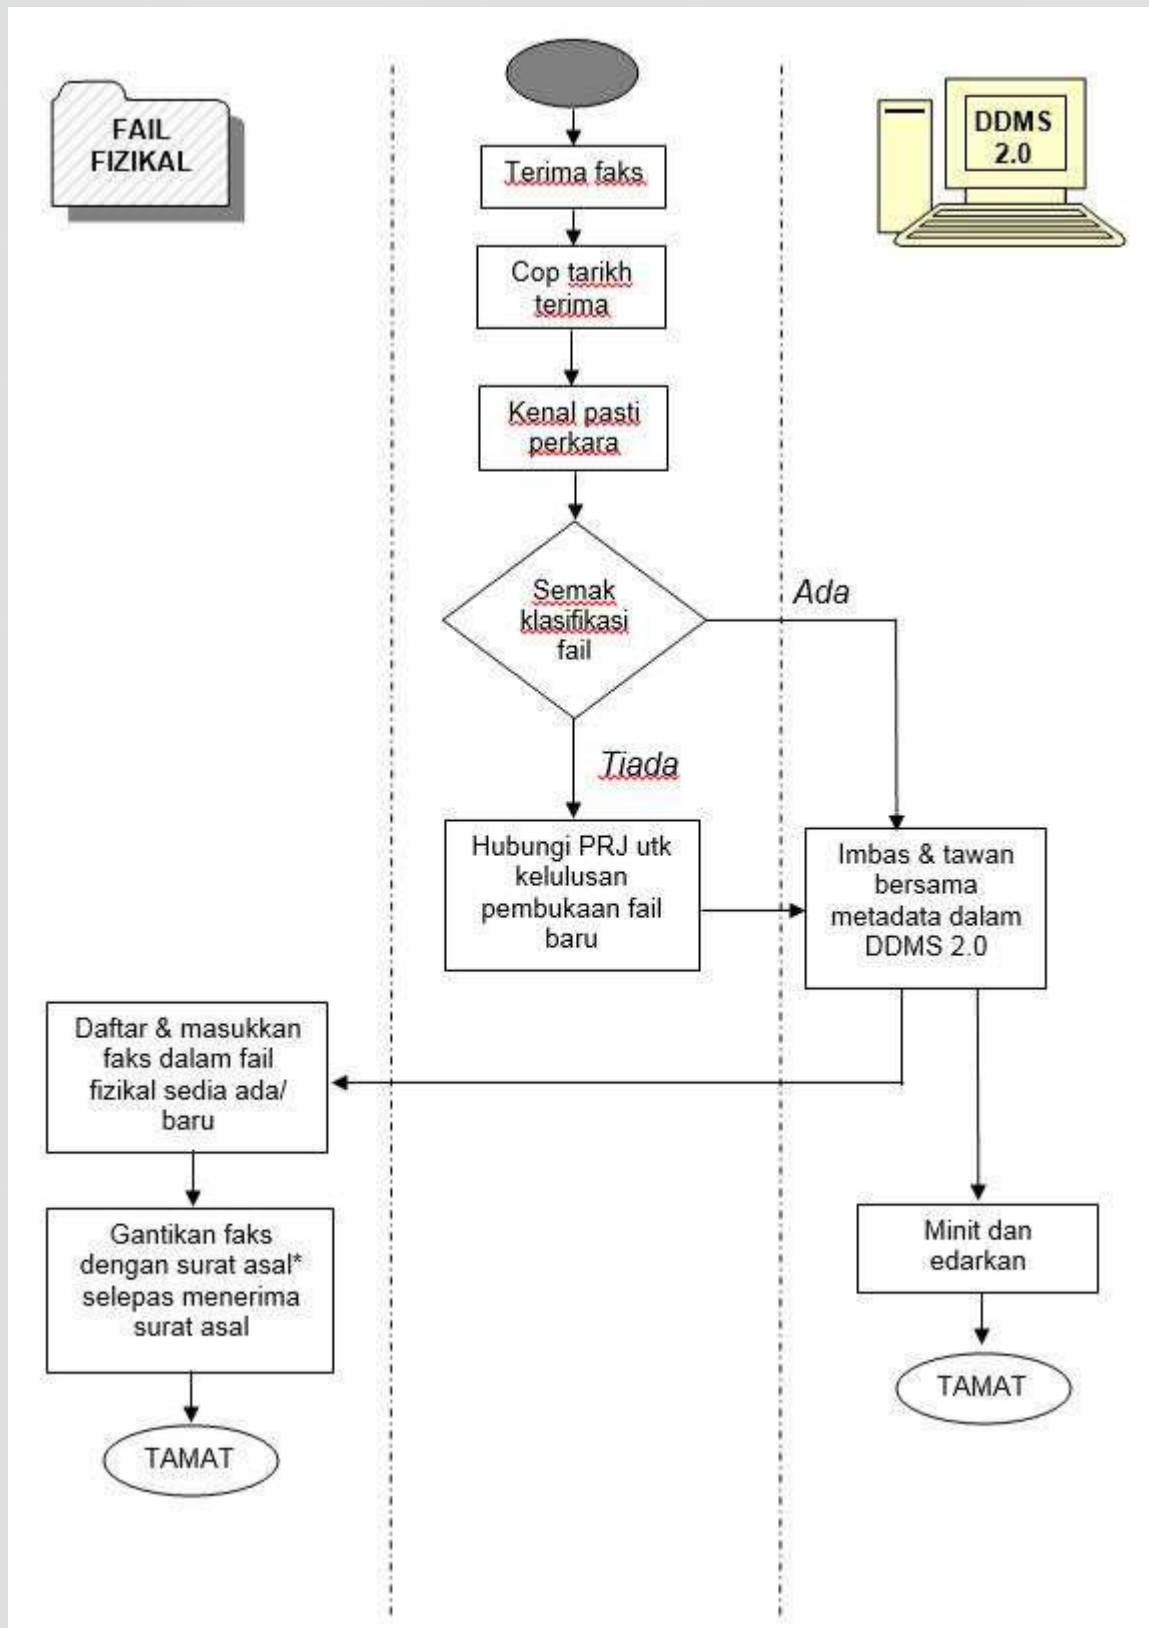 FAIL
FIZIKAL
DDMS
2.0
Terima faks
Cop tarikh
terima
Kenal pasti
perkara
Semak
klasifikasi
fail
Ada
Tiada
Hubungi PRJ utk
kelulusan
pembukaan fail
baru
Imbas & tawan
bersama
metadata dalam
DDMS 2.0
Daftar & masukkan
faks dalam fail
fizikal sedia ada/
baru
Gantikan faks
dengan surat asal*
selepas menerima
surat asal
TAMAT
Minit dan
edarkan
TAMAT